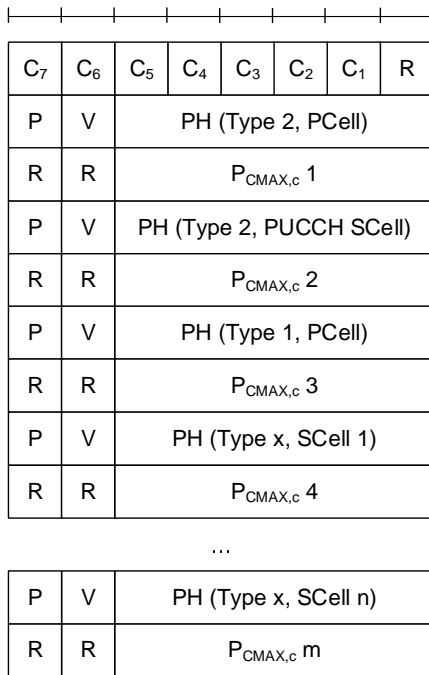 C7 C6 C5 C4 C3 C2 C1 R
P V PH (Type 2, PCell)
R R PCMAX,c 1
P V PH (Type 2, PUCCH SCell)
R R PCMAX,c 2
P V PH (Type 1, PCell)
R R PCMAX,c 3
P V PH (Type x, SCell 1)
R R PCMAX,c 4
...
P V PH (Type x, SCell n)
R R PCMAX,c m